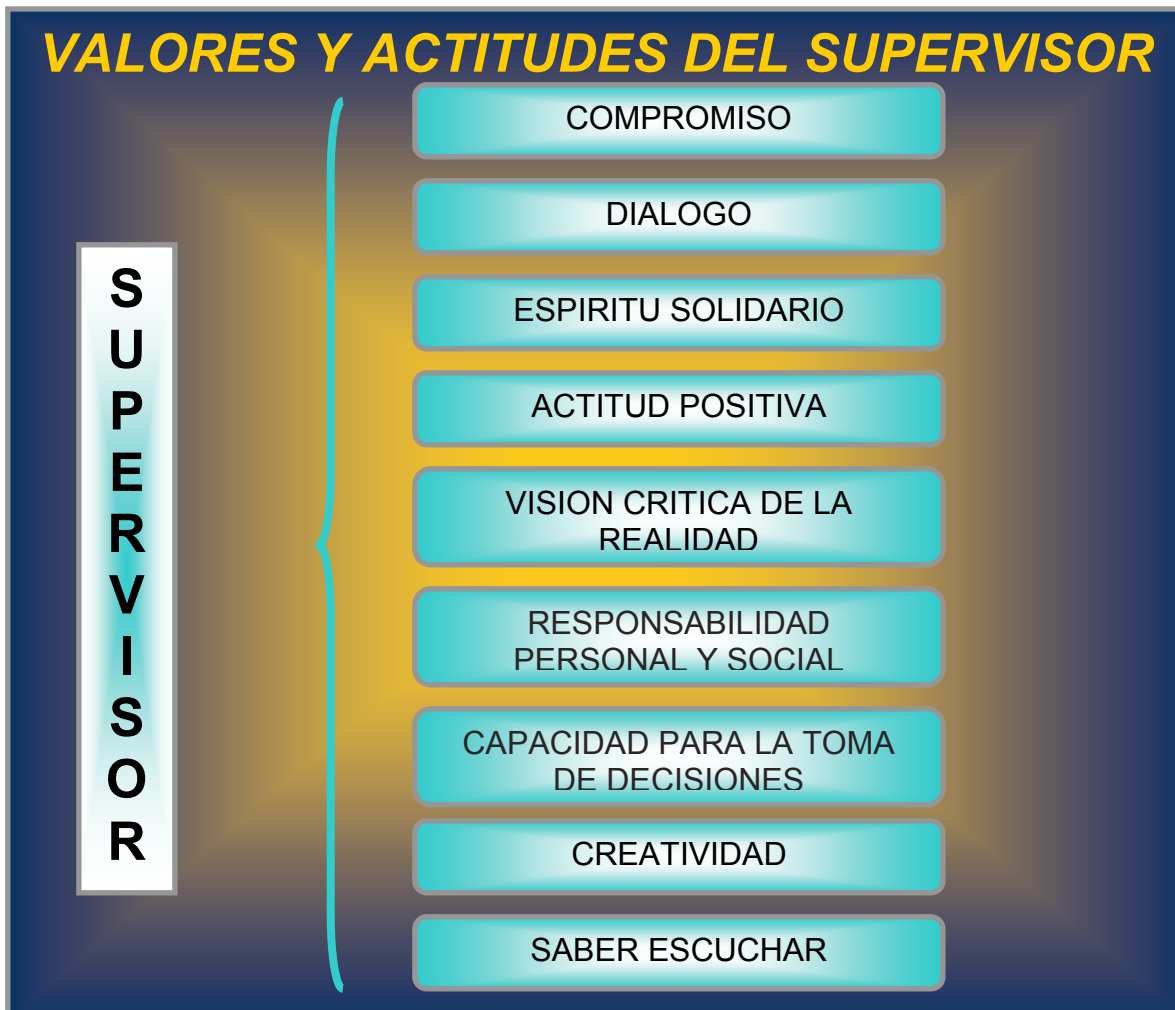 VALORES Y ACTITUDES DEL SUPERVISOR
SUPERVISOR
COMPROMISO
DIALOGO
ESPIRITU SOLIDARIO
ACTITUD POSITIVA
VISION CRITICA DE LA
REALIDAD
RESPONSABILIDAD
PERSONAL Y SOCIAL
CAPACIDAD PARA LA TOMA
DE DECISIONES
CREATIVIDAD
SABER ESCUCHAR